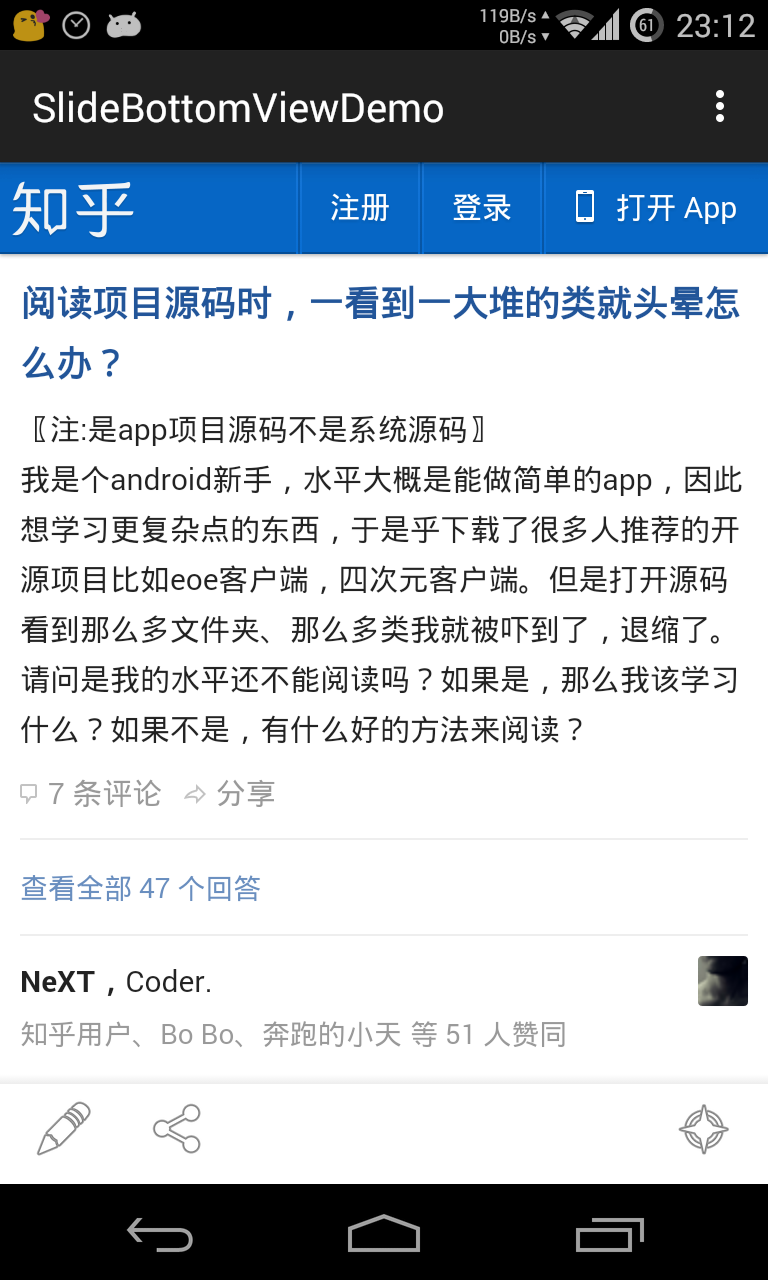 119B/s
0B/s
61
23:12
SlideBottomViewDemo
知乎
注册
登录
打开 App
阅读项目源码时，一看到一大堆的类就头晕怎
么办？
〖注:是app项目源码不是系统源码〗
我是个android新手，水平大概是能做简单的app，因此
想学习更复杂点的东西，于是乎下载了很多人推荐的开
源项目比如eoe客户端，四次元客户端。但是打开源码
看到那么多文件夹、那么多类我就被吓到了，退缩了。
请问是我的水平还不能阅读吗？如果是，那么我该学习
什么？如果不是，有什么好的方法来阅读？
7 条评论 分享
查看全部 47 个回答
NeXT，Coder.
知乎用户、Bo Bo、奔跑的小天 等 51 人赞同